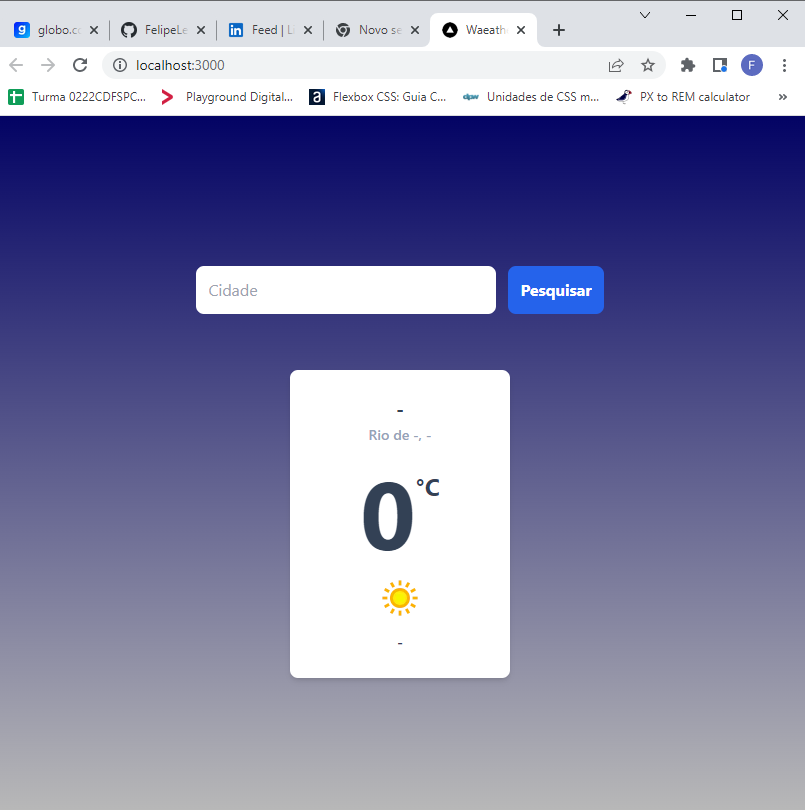 globo.c
FelipeLe
Feed | L
Novo se
Waeath
localhost:3000
F
Turma 0222CDFSPC...
Playground Digital...
Flexbox CSS: Guia C...
Unidades de CSS m...
PX to REM calculator
»
Cidade
Pesquisar
-
Rio de -, -
0°C
-